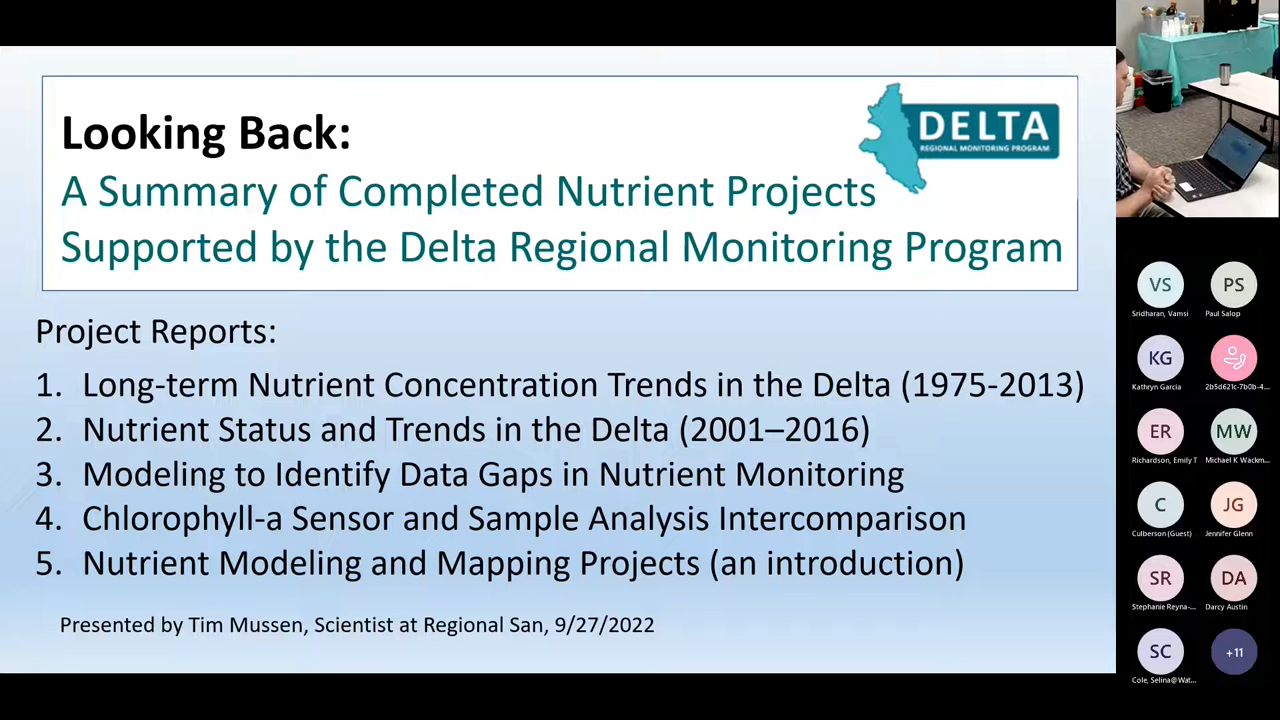 Looking Back:
A Summary of Completed Nutrient Projects
Supported by the Delta Regional Monitoring Program
DELTA
REGIONAL MONITORING PROGRAM
Project Reports:
1. Long-term Nutrient Concentration Trends in the Delta (1975-2013)
2. Nutrient Status and Trends in the Delta (2001–2016)
3. Modeling to Identify Data Gaps in Nutrient Monitoring
4. Chlorophyll-a Sensor and Sample Analysis Intercomparison
5. Nutrient Modeling and Mapping Projects (an introduction)
Presented by Tim Mussen, Scientist at Regional San, 9/27/2022
VS
Sridharan, Vamsi
PS
Paul Salop
KG
Kathryn Garcia
2b5d621c-7b0b-4...
ER
Richardson, Emily T
MW
Michael K Wackm...
C
Culberson (Guest)
JG
Jennifer Glenn
SR
Stephanie Reyna-...
DA
Darcy Austin
SC
Cole, Selina@Wat...
+11